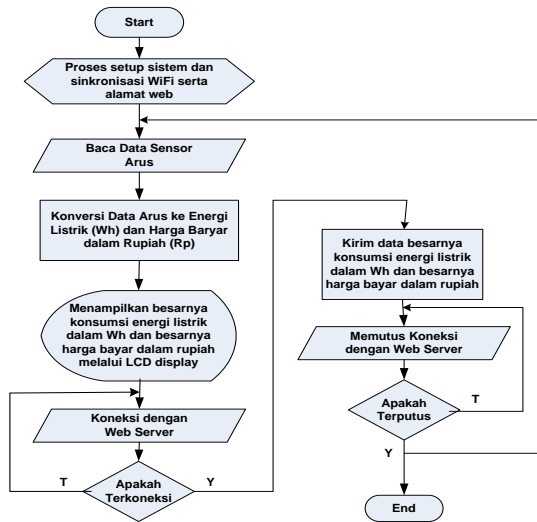 Start
Proses setup sistem dan
sinkronisasi WiFi serta
alamat web
Baca Data Sensor
Arus
Konversi Data Arus ke Energi
Listrik (Wh) dan Harga Baryar
dalam Rupiah (Rp)
Menampilkan besarnya
konsumsi energi listrik
dalam Wh dan besarnya
harga bayar dalam rupiah
melalui LCD display
Koneksi dengan
Web Server
T
Apakah
Terkoneksi
Y
Kirim data besarnya
konsumsi energi listrik
dalam Wh dan besarnya
harga bayar dalam rupiah
Memutus Koneksi
dengan Web Server
Apakah
Terputus
T
Y
End